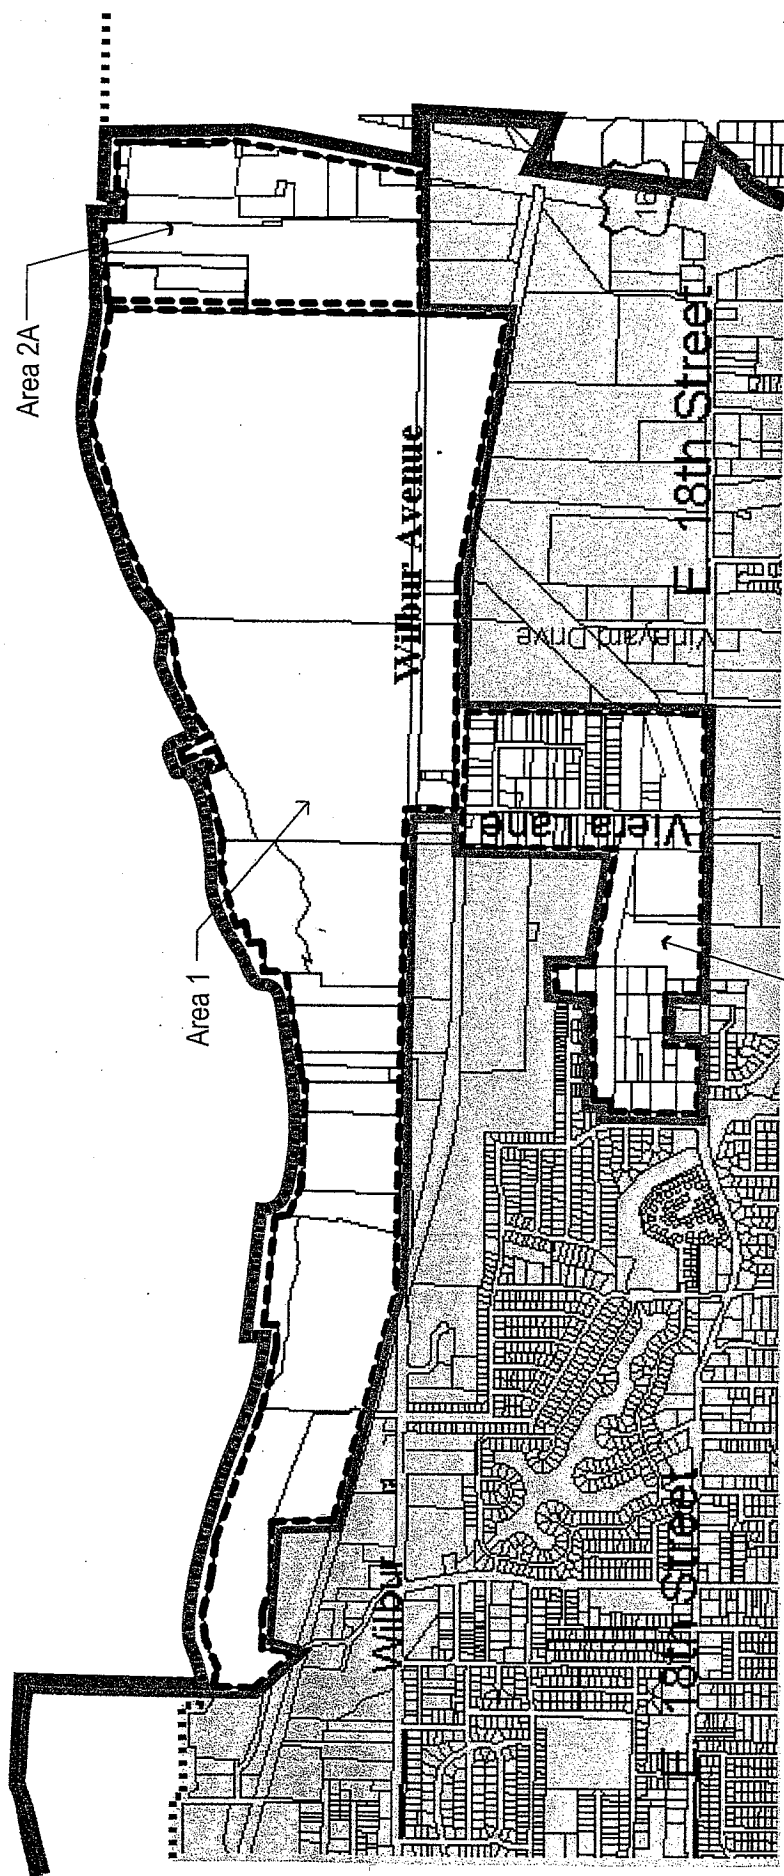 Area 2A
Area 1
Wilbur Avenue
E. 18th Street
Vineyard Drive
Viera Lane
Wilbur
18th Street